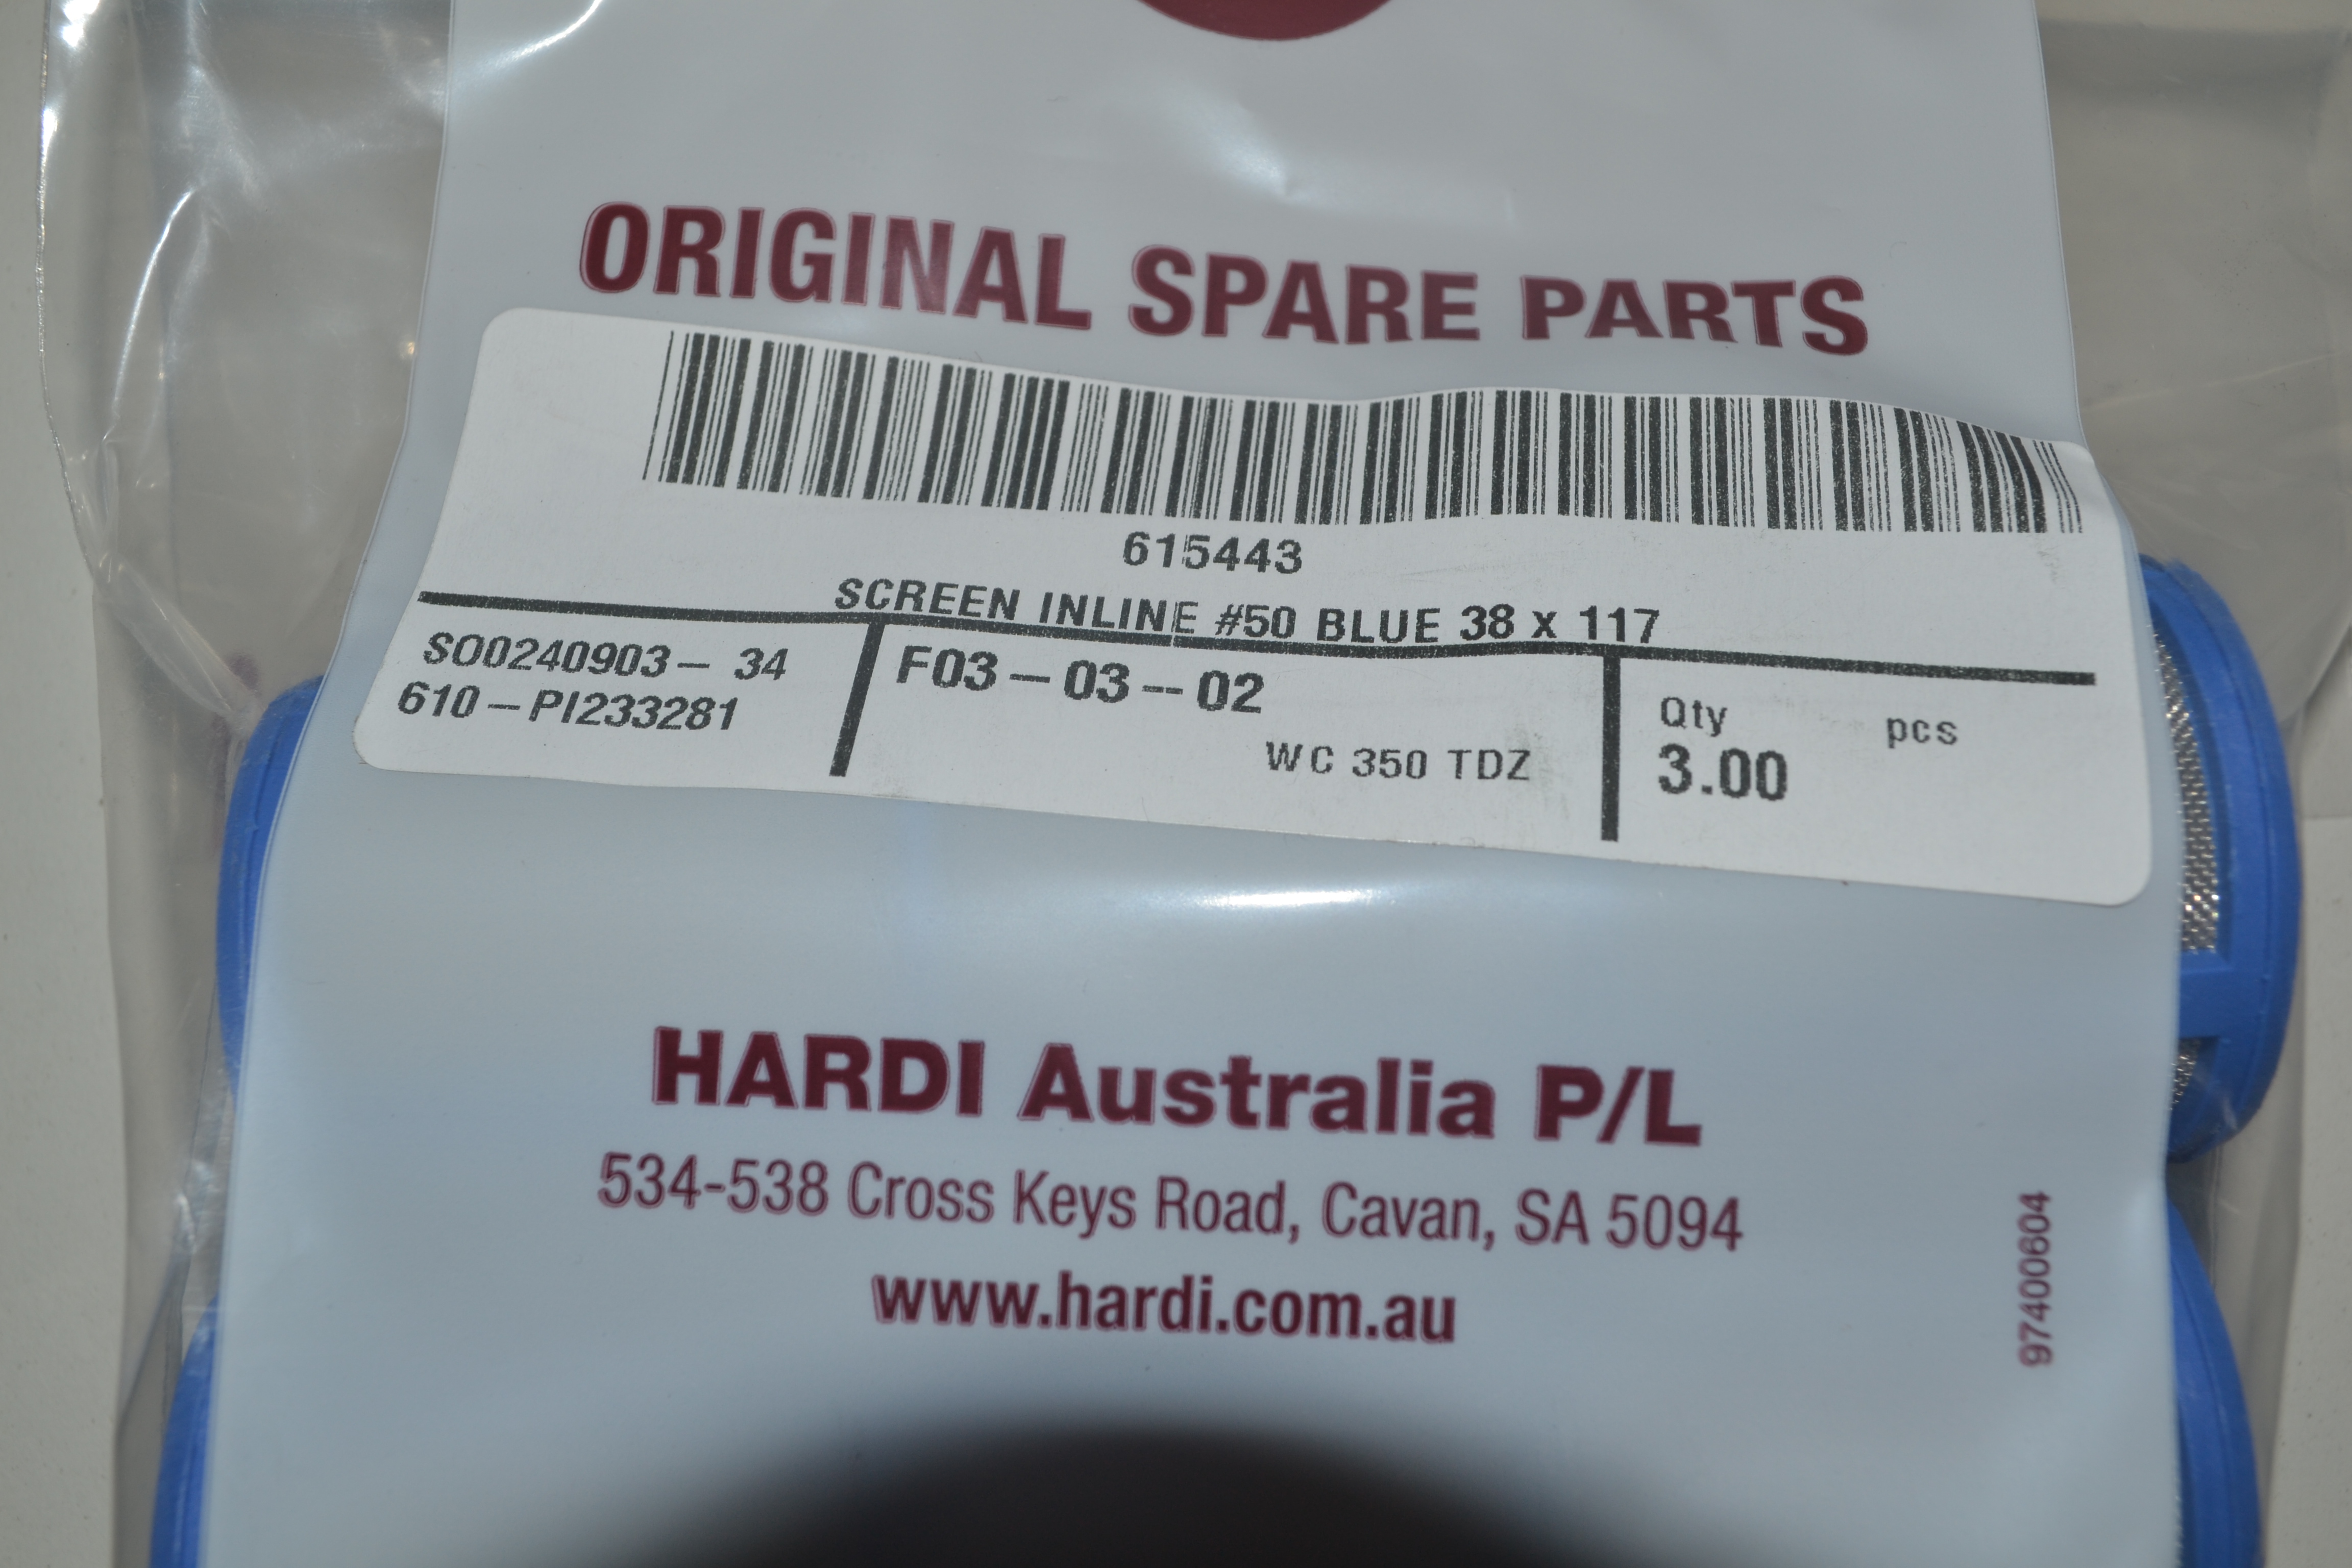 ORIGINAL SPARE PARTS
615443
SCREEN INLINE #50 BLUE 38 x 117
SO0240903- 34
610-PI233281
F03-03--02
WC 350 TDZ
Qty pcs
3.00
HARDI Australia P/L
534-538 Cross Keys Road, Cavan, SA 5094
www.hardi.com.au
97400604